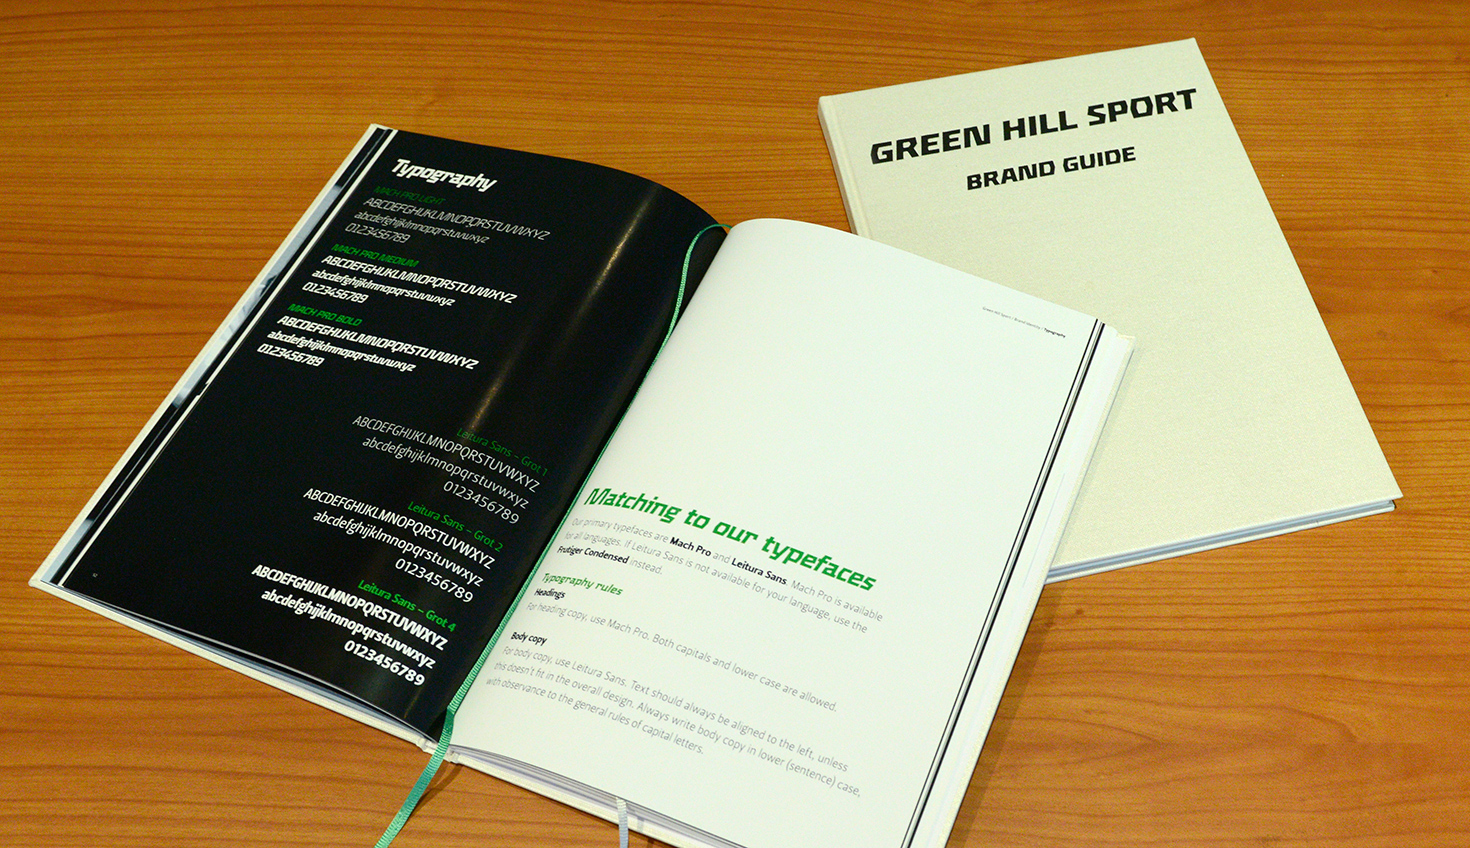 GREEN HILL SPORT
BRAND GUIDE
Typography
MACH PRO LIGHT
ABCDEFGHIJKLMNOPQRSTUVWXYZ
abcdefghijklmnopqrstuvwxyz
0123456789
MACH PRO MEDIUM
ABCDEFGHIJKLMNOPQRSTUVWXYZ
abcdefghijklmnopqrstuvwxyz
0123456789
MACH PRO BOLD
ABCDEFGHIJKLMNOPQRSTUVWXYZ
abcdefghijklmnopqrstuvwxyz
0123456789
Leitura Sans – Grot 1
ABCDEFGHIJKLMNOPQRSTUVWXYZ
abcdefghijklmnopqrstuvwxyz
0123456789
Leitura Sans – Grot 2
ABCDEFGHIJKLMNOPQRSTUVWXYZ
abcdefghijklmnopqrstuvwxyz
0123456789
Leitura Sans – Grot 4
ABCDEFGHIJKLMNOPQRSTUVWXYZ
abcdefghijklmnopqrstuvwxyz
0123456789
Green Hill Sport / Brand Identity / Typography
Matching to our typefaces
Our primary typefaces are Mach Pro and Leitura Sans. Mach Pro is available
for all languages. If Leitura Sans is not available for your language, use the
Frutiger Condensed instead.
Typography rules
Headings
For heading copy, use Mach Pro. Both capitals and lower case are allowed.
Body copy
For body copy, use Leitura Sans. Text should always be aligned to the left, unless
this doesn't fit in the overall design. Always write body copy in lower (sentence) case,
with observance to the general rules of capital letters.